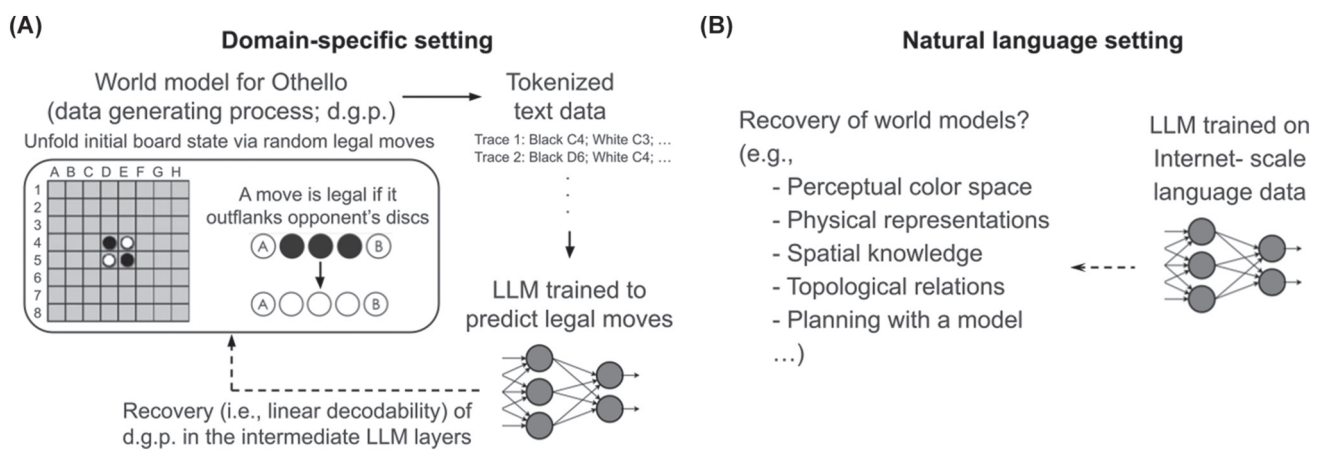 (A)
Domain-specific setting
World model for Othello
(data generating process; d.g.p.)
Unfold initial board state via random legal moves
A B C D E F G H
1
2
3
4
5
6
7
8
A move is legal if it
outflanks opponent's discs
A B
A B
Tokenized
text data
Trace 1: Black C4; White C3; ...
Trace 2: Black D6; White C4; ...
.
.
.
LLM trained to
predict legal moves
Recovery (i.e., linear decodability) of
d.g.p. in the intermediate LLM layers
(B)
Natural language setting
Recovery of world models?
(e.g.,
- Perceptual color space
- Physical representations
- Spatial knowledge
- Topological relations
- Planning with a model
...)
LLM trained on
Internet- scale
language data